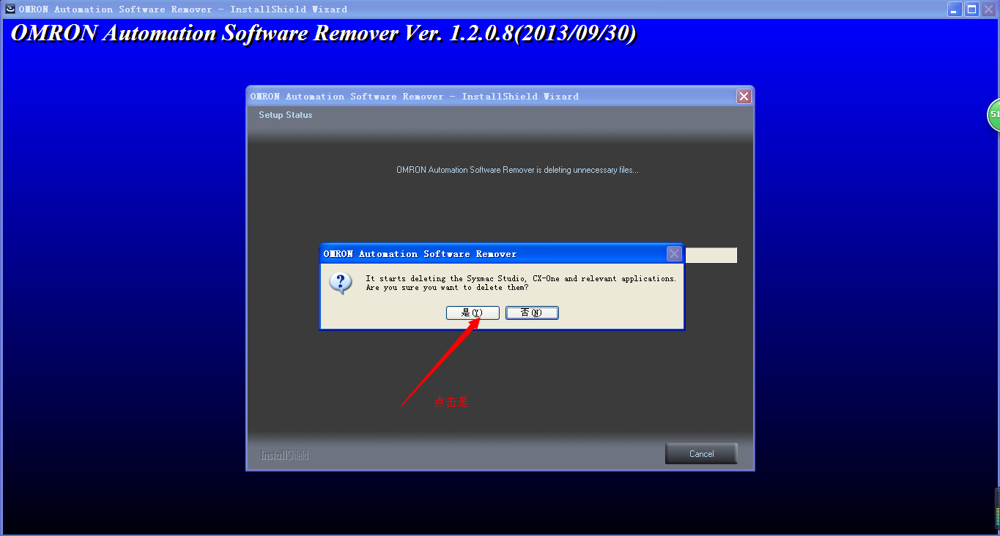 OMRON Automation Software Remover - InstallShield Wizard
OMRON Automation Software Remover Ver. 1.2.0.8(2013/09/30)
OMRON Automation Software Remover - InstallShield Wizard
Setup Status
51
OMRON Automation Software Remover is deleting unnecessary files...
OMRON Automation Software Remover
It starts deleting the Sysmac Studio, CX-One and relevant applications.
Are you sure you want to delete them?
是(Y) 否(N)
点击是
InstallShield
Cancel